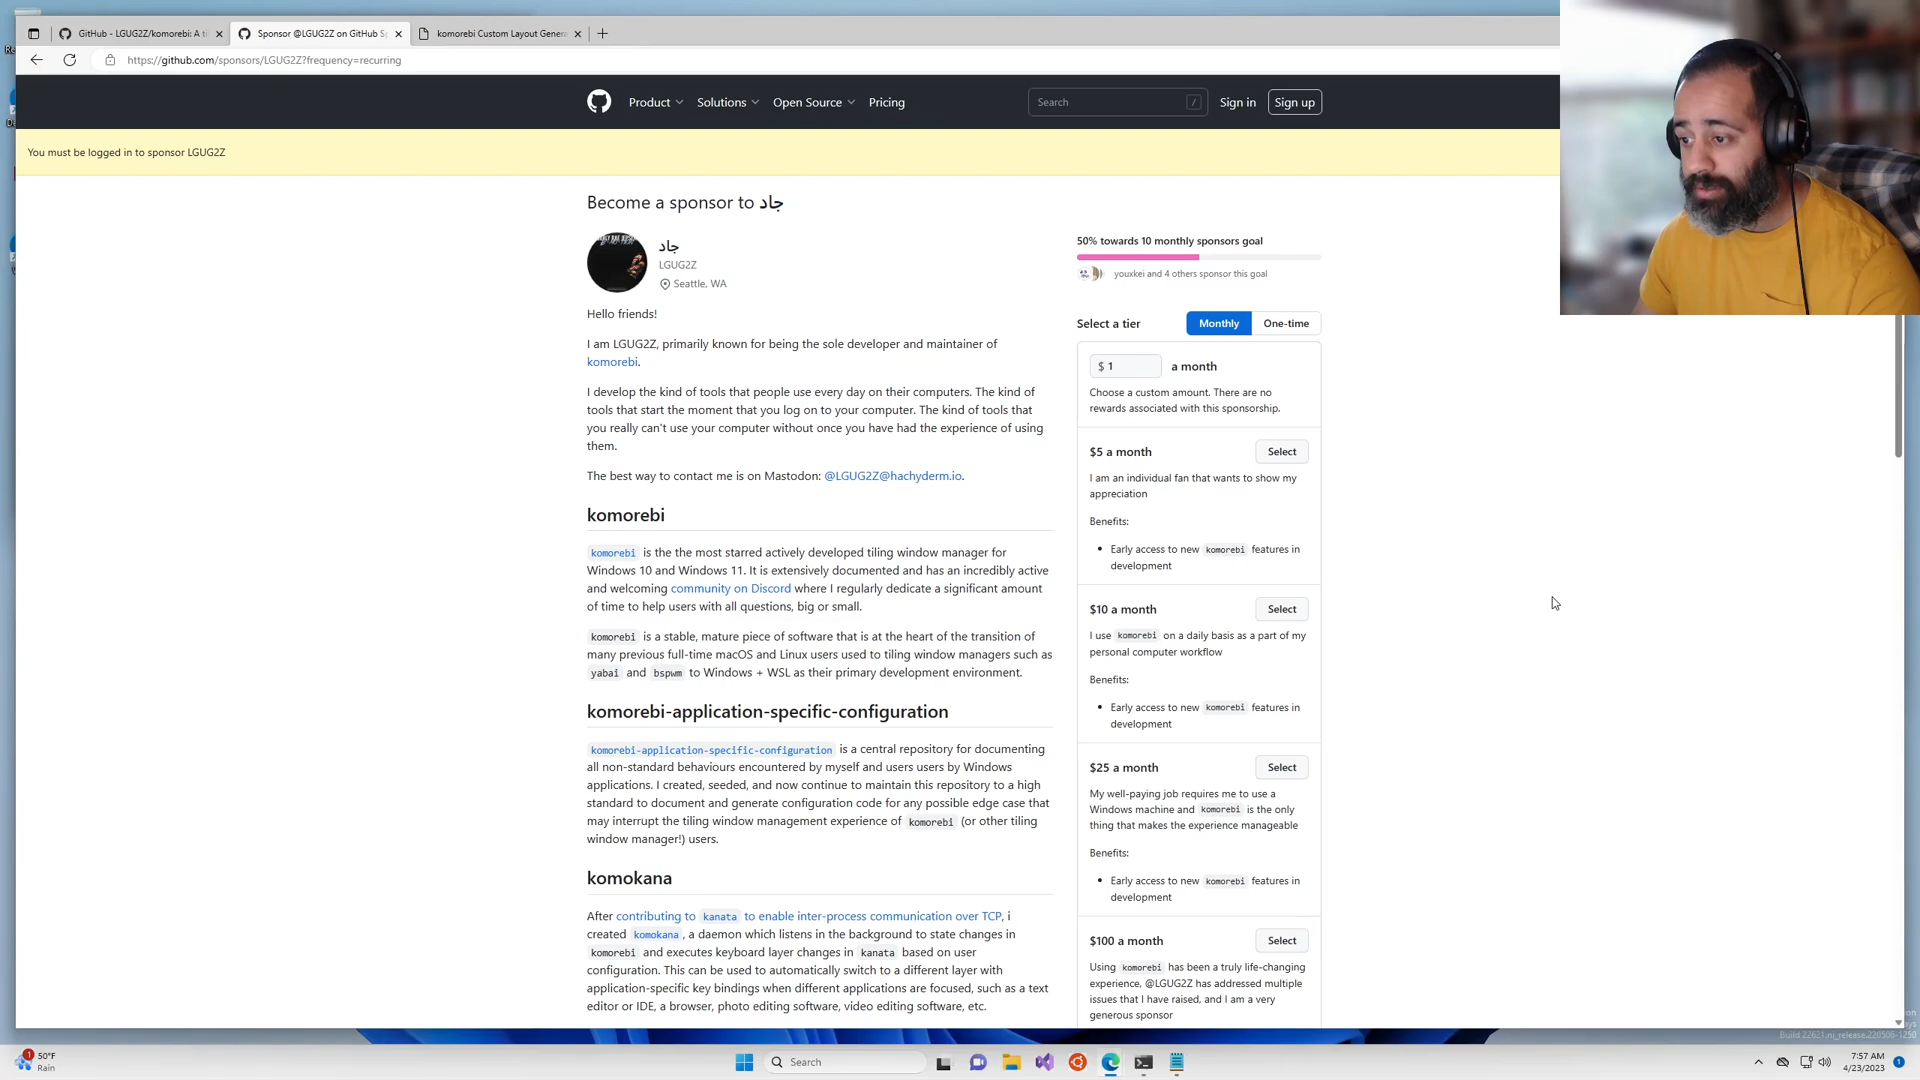 GitHub - LGUG2Z/komorebi: A ti
Sponsor @LGUG2Z on GitHub S
komorebi Custom Layout Genera
https://github.com/sponsors/LGUG2Z?frequency=recurring
Product
Solutions
Open Source
Pricing
Search /
Sign in
Sign up
You must be logged in to sponsor LGUG2Z
Become a sponsor to جاد
جاد
LGUG2Z
Seattle, WA
Hello friends!
I am LGUG2Z, primarily known for being the sole developer and maintainer of
komorebi.
I develop the kind of tools that people use every day on their computers. The kind of
tools that start the moment that you log on to your computer. The kind of tools that
you really can't use your computer without once you have had the experience of using
them.
The best way to contact me is on Mastodon: @LGUG2Z@hachyderm.io.
komorebi
komorebi is the the most starred actively developed tiling window manager for
Windows 10 and Windows 11. It is extensively documented and has an incredibly active
and welcoming community on Discord where I regularly dedicate a significant amount
of time to help users with all questions, big or small.
komorebi is a stable, mature piece of software that is at the heart of the transition of
many previous full-time macOS and Linux users used to tiling window managers such as
yabai and bspwm to Windows + WSL as their primary development environment.
komorebi-application-specific-configuration
komorebi-application-specific-configuration is a central repository for documenting
all non-standard behaviours encountered by myself and users users by Windows
applications. I created, seeded, and now continue to maintain this repository to a high
standard to document and generate configuration code for any possible edge case that
may interrupt the tiling window management experience of komorebi (or other tiling
window manager!) users.
komokana
After contributing to kanata to enable inter-process communication over TCP, i
created komokana, a daemon which listens in the background to state changes in
komorebi and executes keyboard layer changes in kanata based on user
configuration. This can be used to automatically switch to a different layer with
application-specific key bindings when different applications are focused, such as a text
editor or IDE, a browser, photo editing software, video editing software, etc.
50% towards 10 monthly sponsors goal
youxkei and 4 others sponsor this goal
Select a tier
Monthly
One-time
$ 1 a month
Choose a custom amount. There are no
rewards associated with this sponsorship.
$5 a month
Select
I am an individual fan that wants to show my
appreciation
Benefits:
• Early access to new komorebi features in
development
$10 a month
Select
I use komorebi on a daily basis as a part of my
personal computer workflow
Benefits:
• Early access to new komorebi features in
development
$25 a month
Select
My well-paying job requires me to use a
Windows machine and komorebi is the only
thing that makes the experience manageable
Benefits:
• Early access to new komorebi features in
development
$100 a month
Select
Using komorebi has been a truly life-changing
experience, @LGUG2Z has addressed multiple
issues that I have raised, and I am a very
generous sponsor
Build 22621.ni_release.220506-1250
1
50°F
Rain
Search
7:57 AM
4/23/2023
1